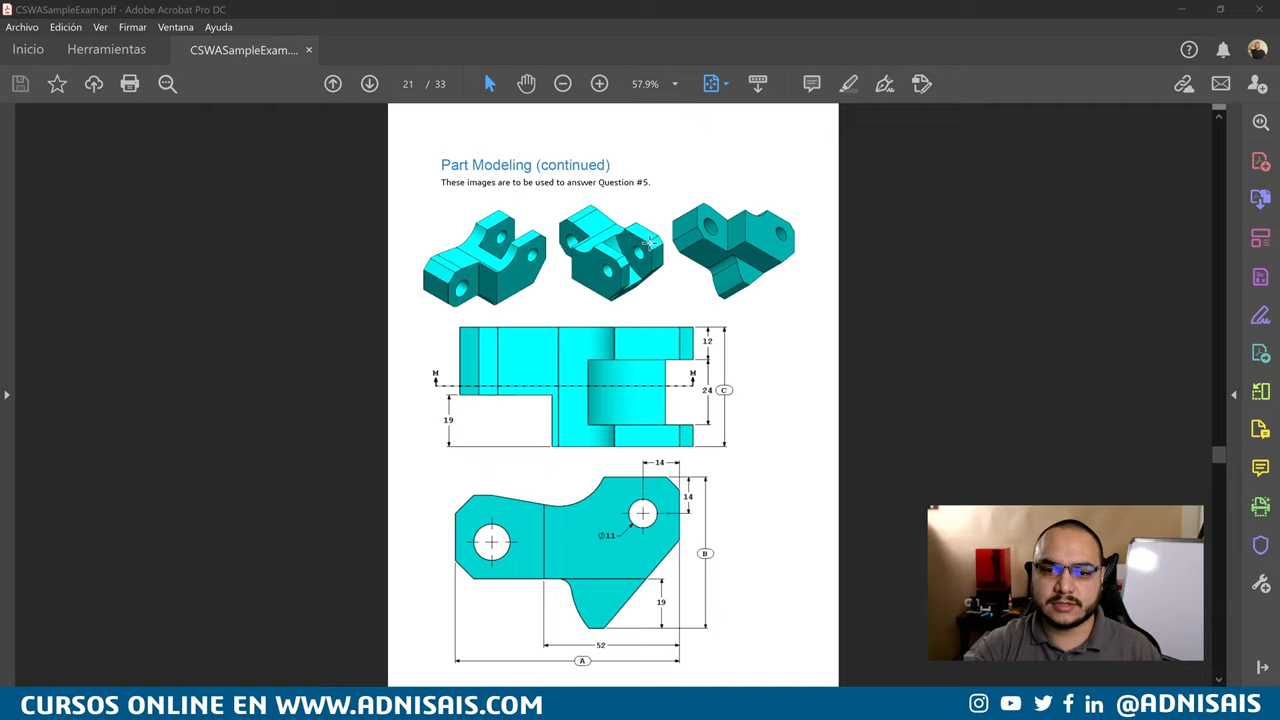 CSWASampleExam.pdf - Adobe Acrobat Pro DC
Archivo Edición Ver Firmar Ventana Ayuda
Inicio Herramientas CSWASampleExam.... ×
21 / 33 57.9%
Part Modeling (continued)
These images are to be used to answer Question #5.
12
M M
24 C
19
14
14
Ø11
B
19
52
A
CURSOS ONLINE EN WWW.ADNISAIS.COM @ADNISAIS